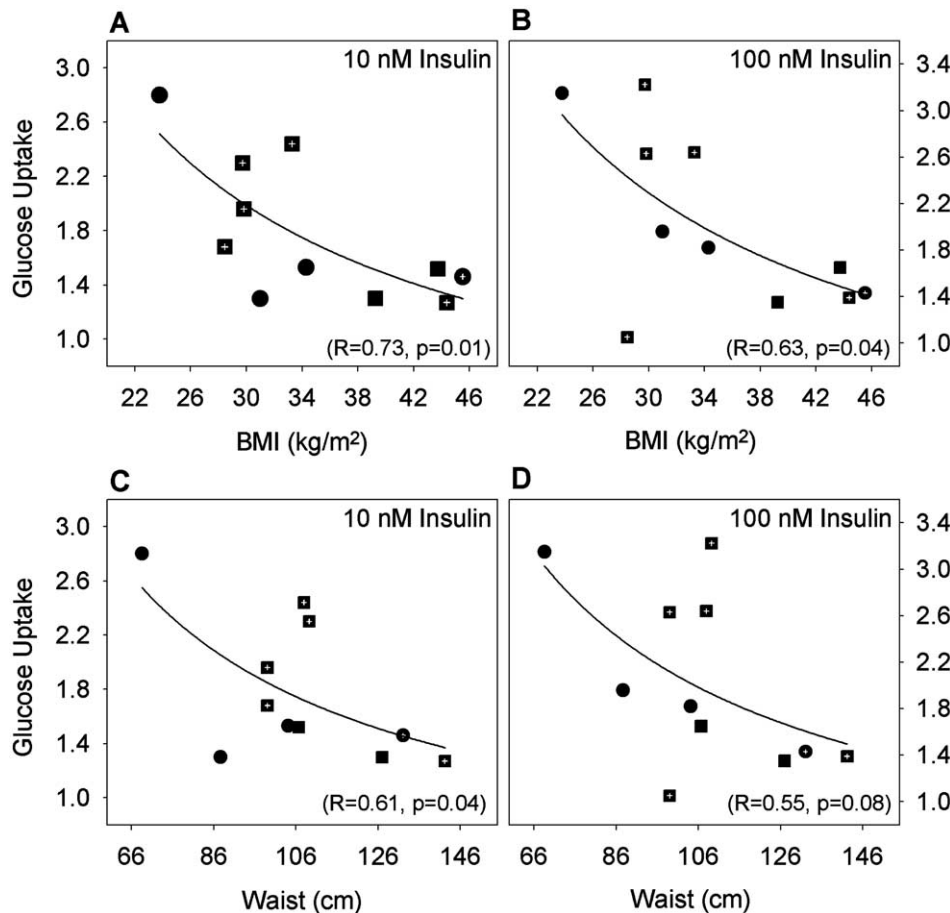 A
B
10 nM Insulin
100 nM Insulin
Glucose Uptake
3.0
2.6
2.2
1.8
1.4
1.0
3.4
3.0
2.6
2.2
1.8
1.4
1.0
(R=0.73, p=0.01)
(R=0.63, p=0.04)
22 26 30 34 38 42 46
22 26 30 34 38 42 46
BMI (kg/m²)
BMI (kg/m²)
C
D
10 nM Insulin
100 nM Insulin
Glucose Uptake
3.0
2.6
2.2
1.8
1.4
1.0
3.4
3.0
2.6
2.2
1.8
1.4
1.0
(R=0.61, p=0.04)
(R=0.55, p=0.08)
66 86 106 126 146
66 86 106 126 146
Waist (cm)
Waist (cm)